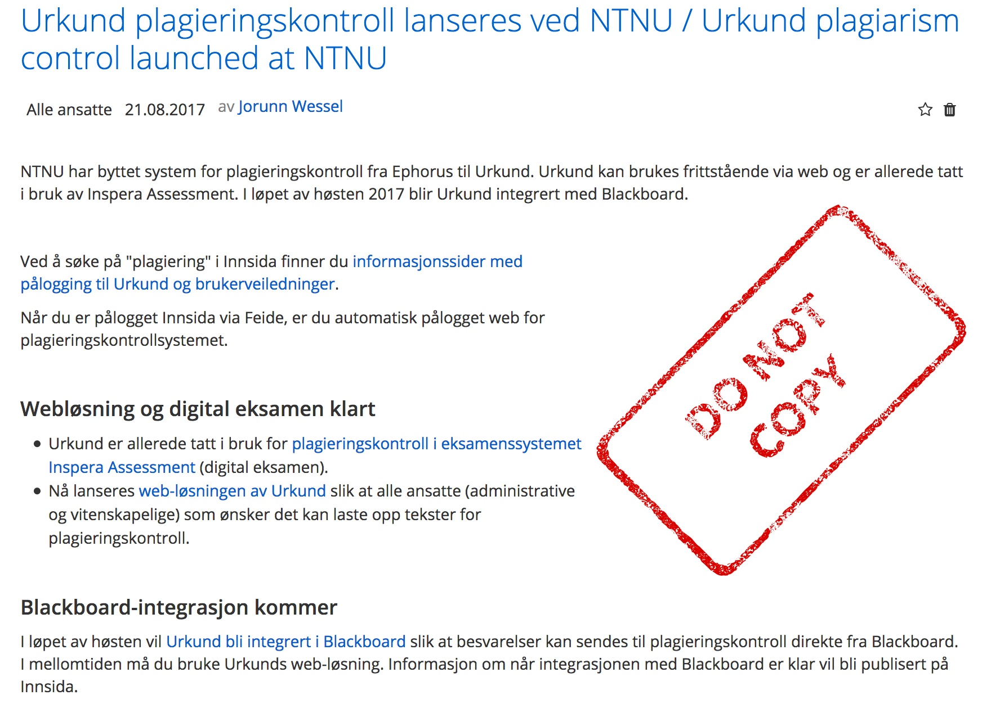 Urkund plagieringskontroll lanseres ved NTNU / Urkund plagiarism
control launched at NTNU
Alle ansatte 21.08.2017 av Jorunn Wessel
NTNU har byttet system for plagieringskontroll fra Ephorus til Urkund. Urkund kan brukes frittstående via web og er allerede tatt
i bruk av Inspera Assessment. I løpet av høsten 2017 blir Urkund integrert med Blackboard.
Ved å søke på "plagiering" i Innsida finner du informasjonssider med
pålogging til Urkund og brukerveiledninger.
Når du er pålogget Innsida via Feide, er du automatisk pålogget web for
plagieringskontrollsystemet.
DO NOT
COPY
Webløsning og digital eksamen klart
• Urkund er allerede tatt i bruk for plagieringskontroll i eksamenssystemet
Inspera Assessment (digital eksamen).
• Nå lanseres web-løsningen av Urkund slik at alle ansatte (administrative
og vitenskapelige) som ønsker det kan laste opp tekster for
plagieringskontroll.
Blackboard-integrasjon kommer
I løpet av høsten vil Urkund bli integrert i Blackboard slik at besvarelser kan sendes til plagieringskontroll direkte fra Blackboard.
I mellomtiden må du bruke Urkunds web-løsning. Informasjon om når integrasjonen med Blackboard er klar vil bli publisert på
Innsida.